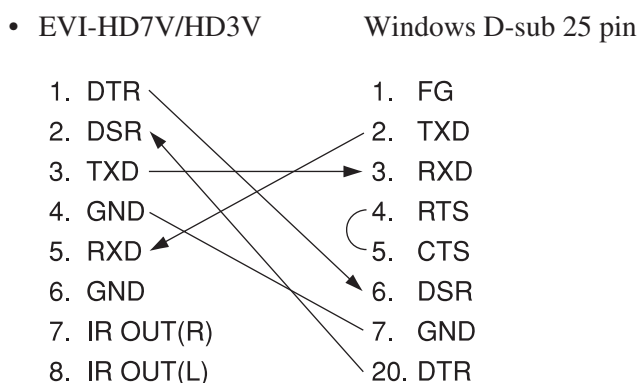 • EVI-HD7V/HD3V Windows D-sub 25 pin
1. DTR 1. FG
2. DSR 2. TXD
3. TXD 3. RXD
4. GND 4. RTS
5. RXD 5. CTS
6. GND 6. DSR
7. IR OUT(R) 7. GND
8. IR OUT(L) 20. DTR